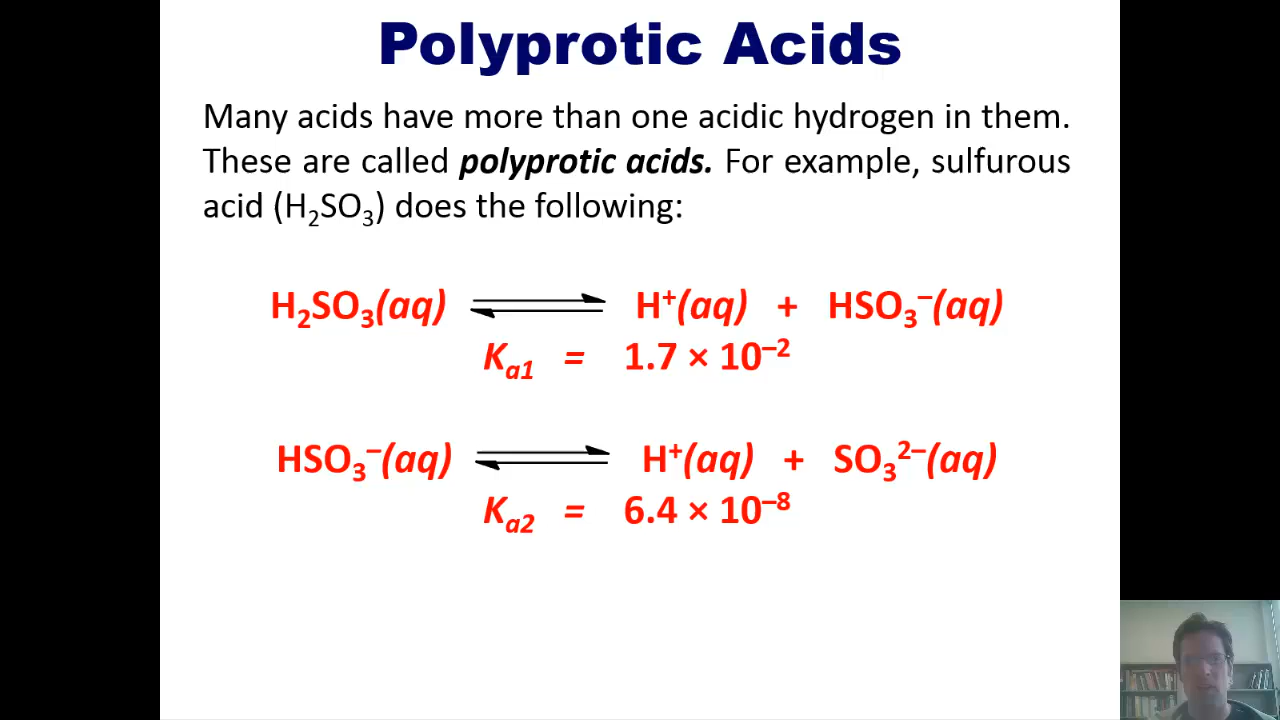 Polyprotic Acids
Many acids have more than one acidic hydrogen in them.
These are called polyprotic acids. For example, sulfurous
acid (H₂SO₃) does the following:
H₂SO₃(aq) ⇌ H⁺(aq) + HSO₃⁻(aq)
Kₐ₁ = 1.7 × 10⁻²
HSO₃⁻(aq) ⇌ H⁺(aq) + SO₃²⁻(aq)
Kₐ₂ = 6.4 × 10⁻⁸